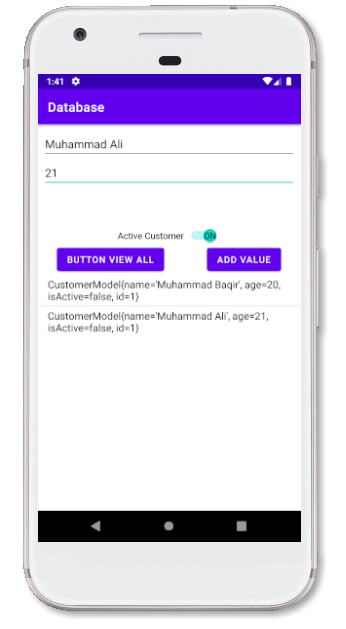 1:41
Database
Muhammad Ali
21
Active Customer ON
BUTTON VIEW ALL ADD VALUE
CustomerModel{name='Muhammad Baqir', age=20,
isActive=false, id=1}
CustomerModel{name='Muhammad Ali', age=21,
isActive=false, id=1}